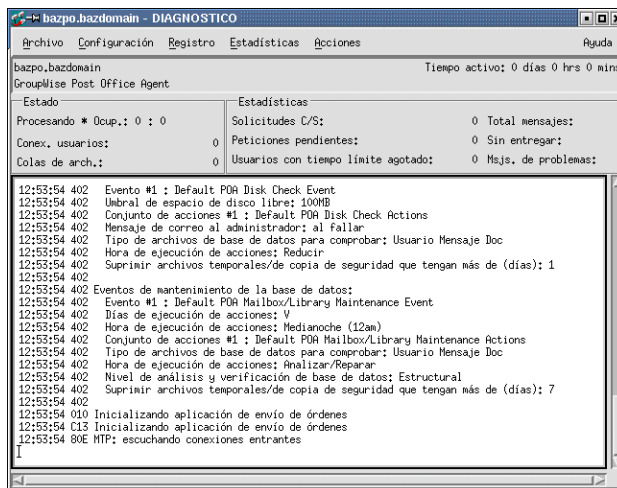 bazpo.bazdomain - DIAGNOSTICO
Archivo Configuración Registro Estadísticas Acciones Ayuda
bazpo.bazdomain Tiempo activo: 0 días 0 hrs 0 mins
GroupWise Post Office Agent
Estado Estadísticas
Procesando * Ocup.: 0 : 0 Solicitudes C/S: 0 Total mensajes:
Conex. usuarios: 0 Peticiones pendientes: 0 Sin entregar:
Colas de arch.: 0 Usuarios con tiempo límite agotado: 0 Msjs. de problemas:
12:53:54 402 Evento #1 : Default POA Disk Check Event
12:53:54 402 Umbral de espacio de disco libre: 100MB
12:53:54 402 Conjunto de acciones #1 : Default POA Disk Check Actions
12:53:54 402 Mensaje de correo al administrador: al fallar
12:53:54 402 Tipo de archivos de base de datos para comprobar: Usuario Mensaje Doc
12:53:54 402 Hora de ejecución de acciones: Reducir
12:53:54 402 Suprimir archivos temporales/de copia de seguridad que tengan más de (días): 1
12:53:54 402
12:53:54 402 Eventos de mantenimiento de la base de datos:
12:53:54 402 Evento #1 : Default POA Mailbox/Library Maintenance Event
12:53:54 402 Días de ejecución de acciones: V
12:53:54 402 Hora de ejecución de acciones: Medianoche (12am)
12:53:54 402 Conjunto de acciones #1 : Default POA Mailbox/Library Maintenance Actions
12:53:54 402 Tipo de archivos de base de datos para comprobar: Usuario Mensaje Doc
12:53:54 402 Hora de ejecución de acciones: Analizar/Reparar
12:53:54 402 Nivel de análisis y verificación de base de datos: Estructural
12:53:54 402 Suprimir archivos temporales/de copia de seguridad que tengan más de (días): 7
12:53:54 402
12:53:54 010 Inicializando aplicación de envío de órdenes
12:53:54 C13 Inicializando aplicación de envío de órdenes
12:53:54 80E MTP: escuchando conexiones entrantes